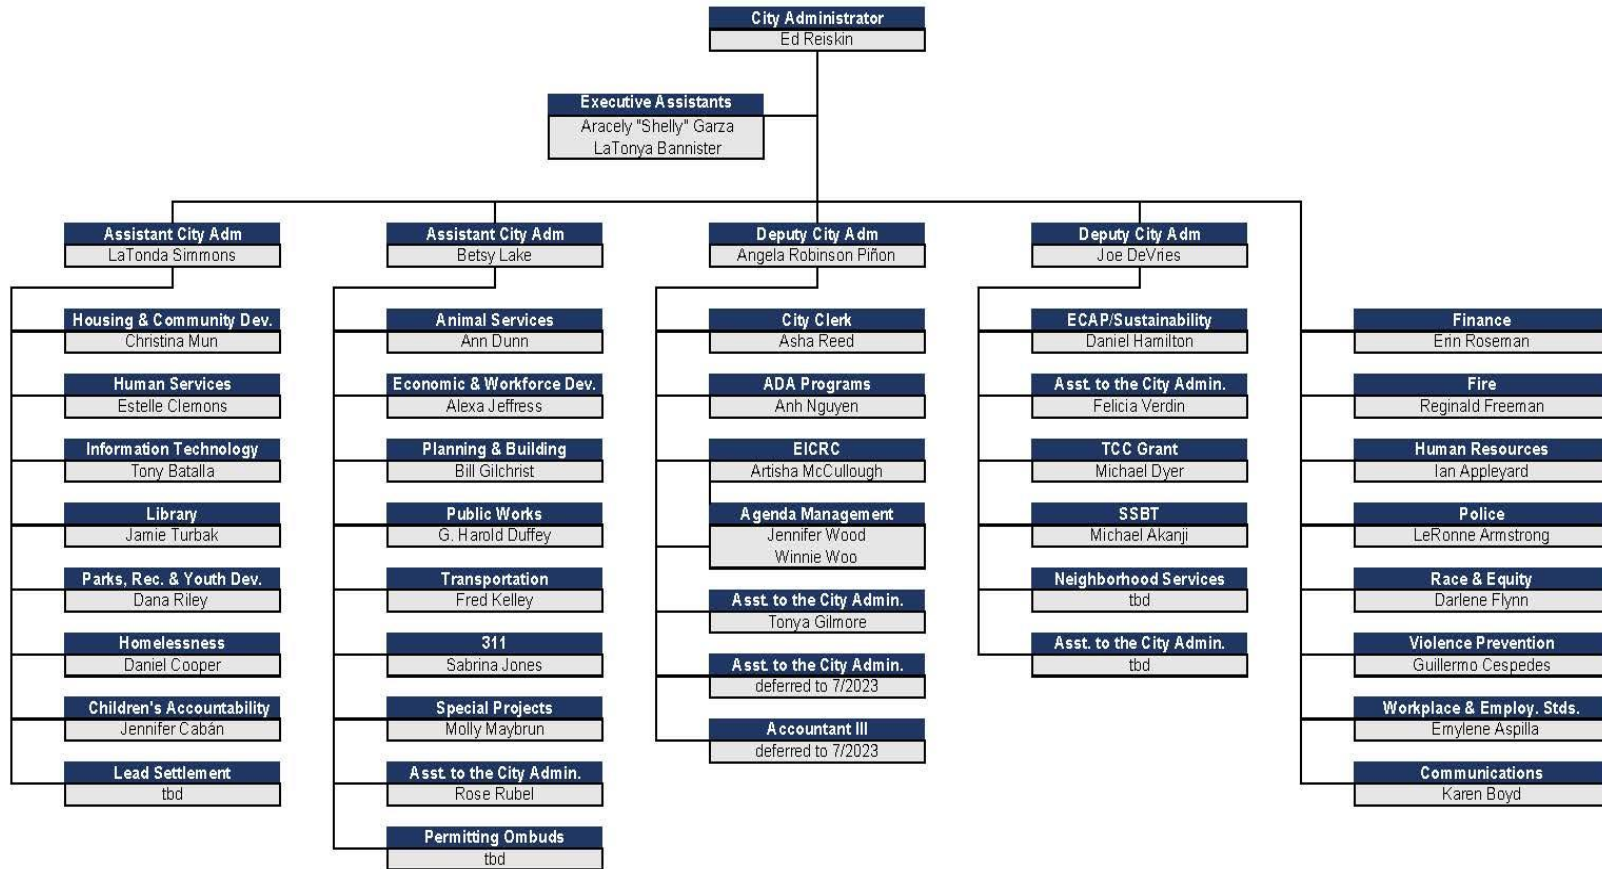 City Administrator
Ed Reiskin
Executive Assistants
Aracely "Shelly" Garza
LaTonya Bannister
Assistant City Adm
LaTonda Simmons
Housing & Community Dev.
Christina Mun
Human Services
Estelle Clemons
Information Technology
Tony Batalla
Library
Jamie Turbak
Parks, Rec. & Youth Dev.
Dana Riley
Homelessness
Daniel Cooper
Children's Accountability
Jennifer Cabán
Lead Settlement
tbd
Assistant City Adm
Betsy Lake
Animal Services
Ann Dunn
Economic & Workforce Dev.
Alexa Jeffress
Planning & Building
Bill Gilchrist
Public Works
G. Harold Duffey
Transportation
Fred Kelley
311
Sabrina Jones
Special Projects
Molly Maybrun
Asst. to the City Admin.
Rose Rubel
Permitting Ombuds
tbd
Deputy City Adm
Angela Robinson Piñon
City Clerk
Asha Reed
ADA Programs
Anh Nguyen
EICRC
Artisha McCullough
Agenda Management
Jennifer Wood
Winnie Woo
Asst. to the City Admin.
Tonya Gilmore
Asst. to the City Admin.
deferred to 7/2023
Accountant III
deferred to 7/2023
Deputy City Adm
Joe DeVries
ECAP/Sustainability
Daniel Hamilton
Asst. to the City Admin.
Felicia Verdin
TCC Grant
Michael Dyer
SSBT
Michael Akanji
Neighborhood Services
tbd
Asst. to the City Admin.
tbd
Finance
Erin Roseman
Fire
Reginald Freeman
Human Resources
Ian Appleyard
Police
LeRonne Armstrong
Race & Equity
Darlene Flynn
Violence Prevention
Guillermo Cespedes
Workplace & Employ. Stds.
Emylene Aspilla
Communications
Karen Boyd